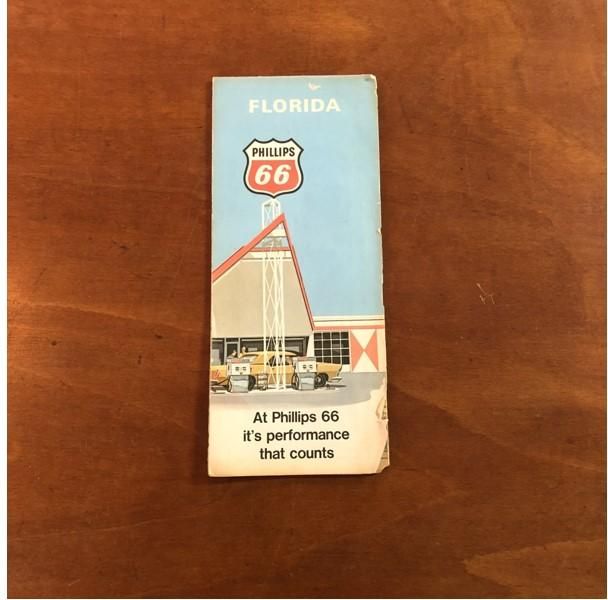 FLORIDA
PHILLIPS
66
At Phillips 66
it's performance
that counts